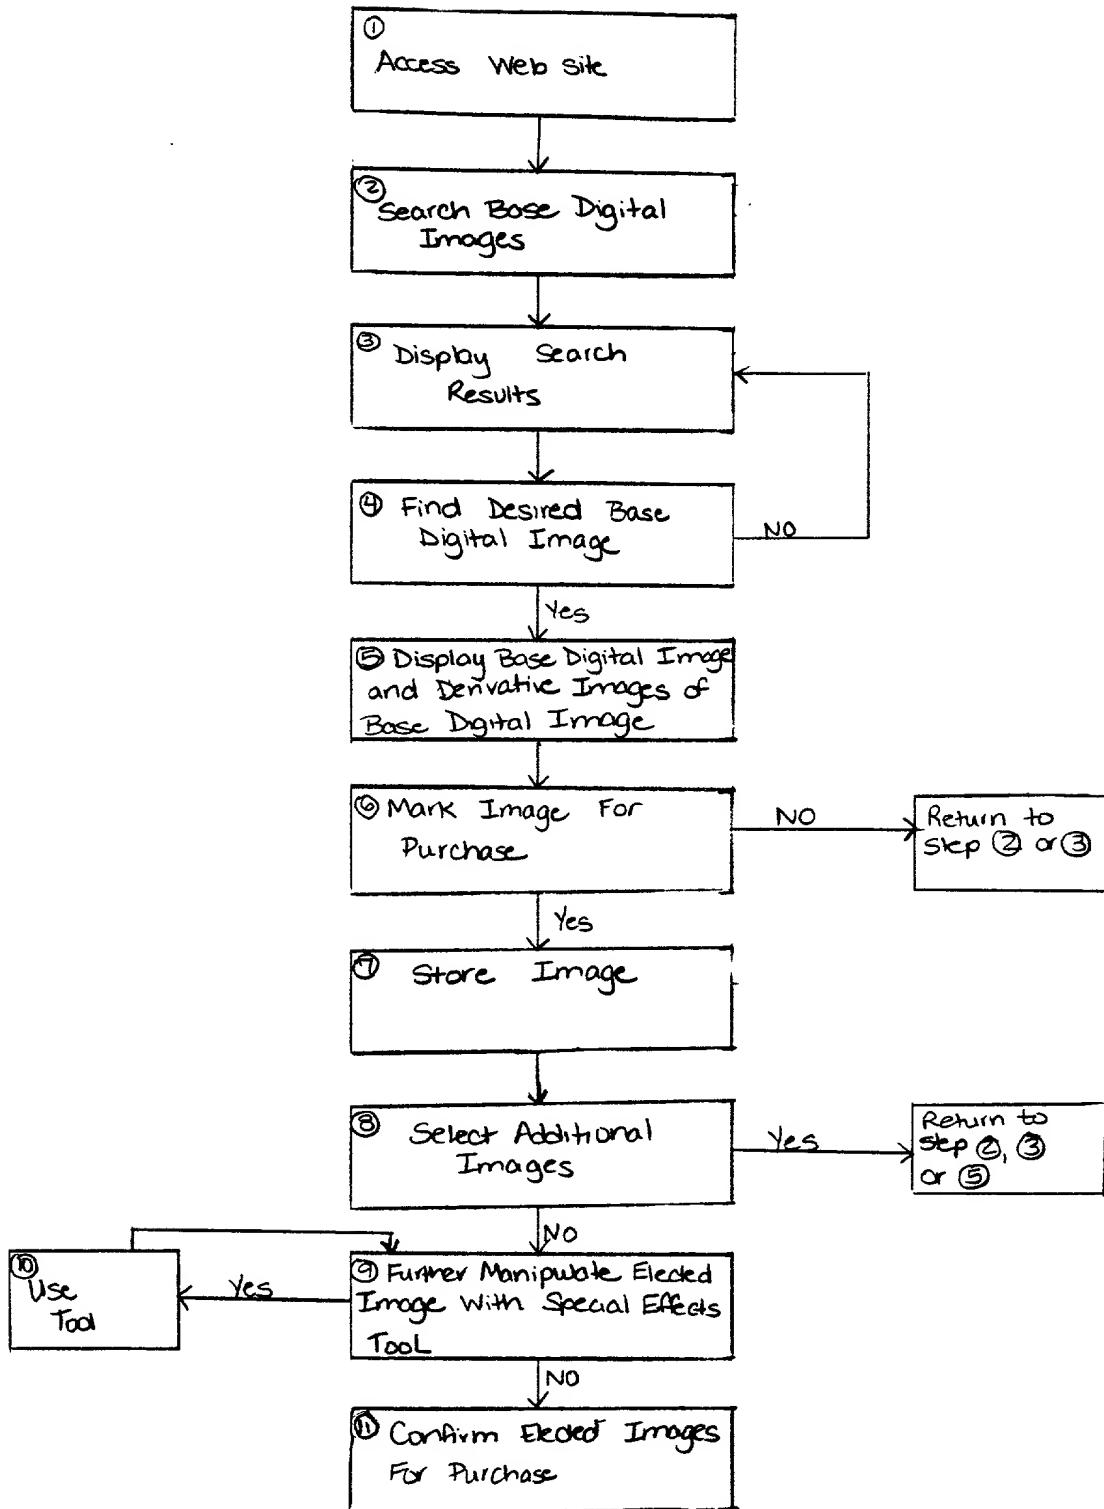 ①
Access Web site
②
Search Base Digital
Images
③ Display Search
Results
④ Find Desired Base
Digital Image
NO
Yes
⑤ Display Base Digital Image
and Derivative Images of
Base Digital Image
⑥ Mark Image For
Purchase
NO
Return to
Step ② or ③
Yes
⑦ Store Image
⑧ Select Additional
Images
Yes
Return to
Step ②, ③
or ⑤
NO
⑩
Use
Tool
Yes
⑨ Further Manipulate Elected
Image With Special Effects
TooL
NO
⑪ Confirm Elected Images
For Purchase